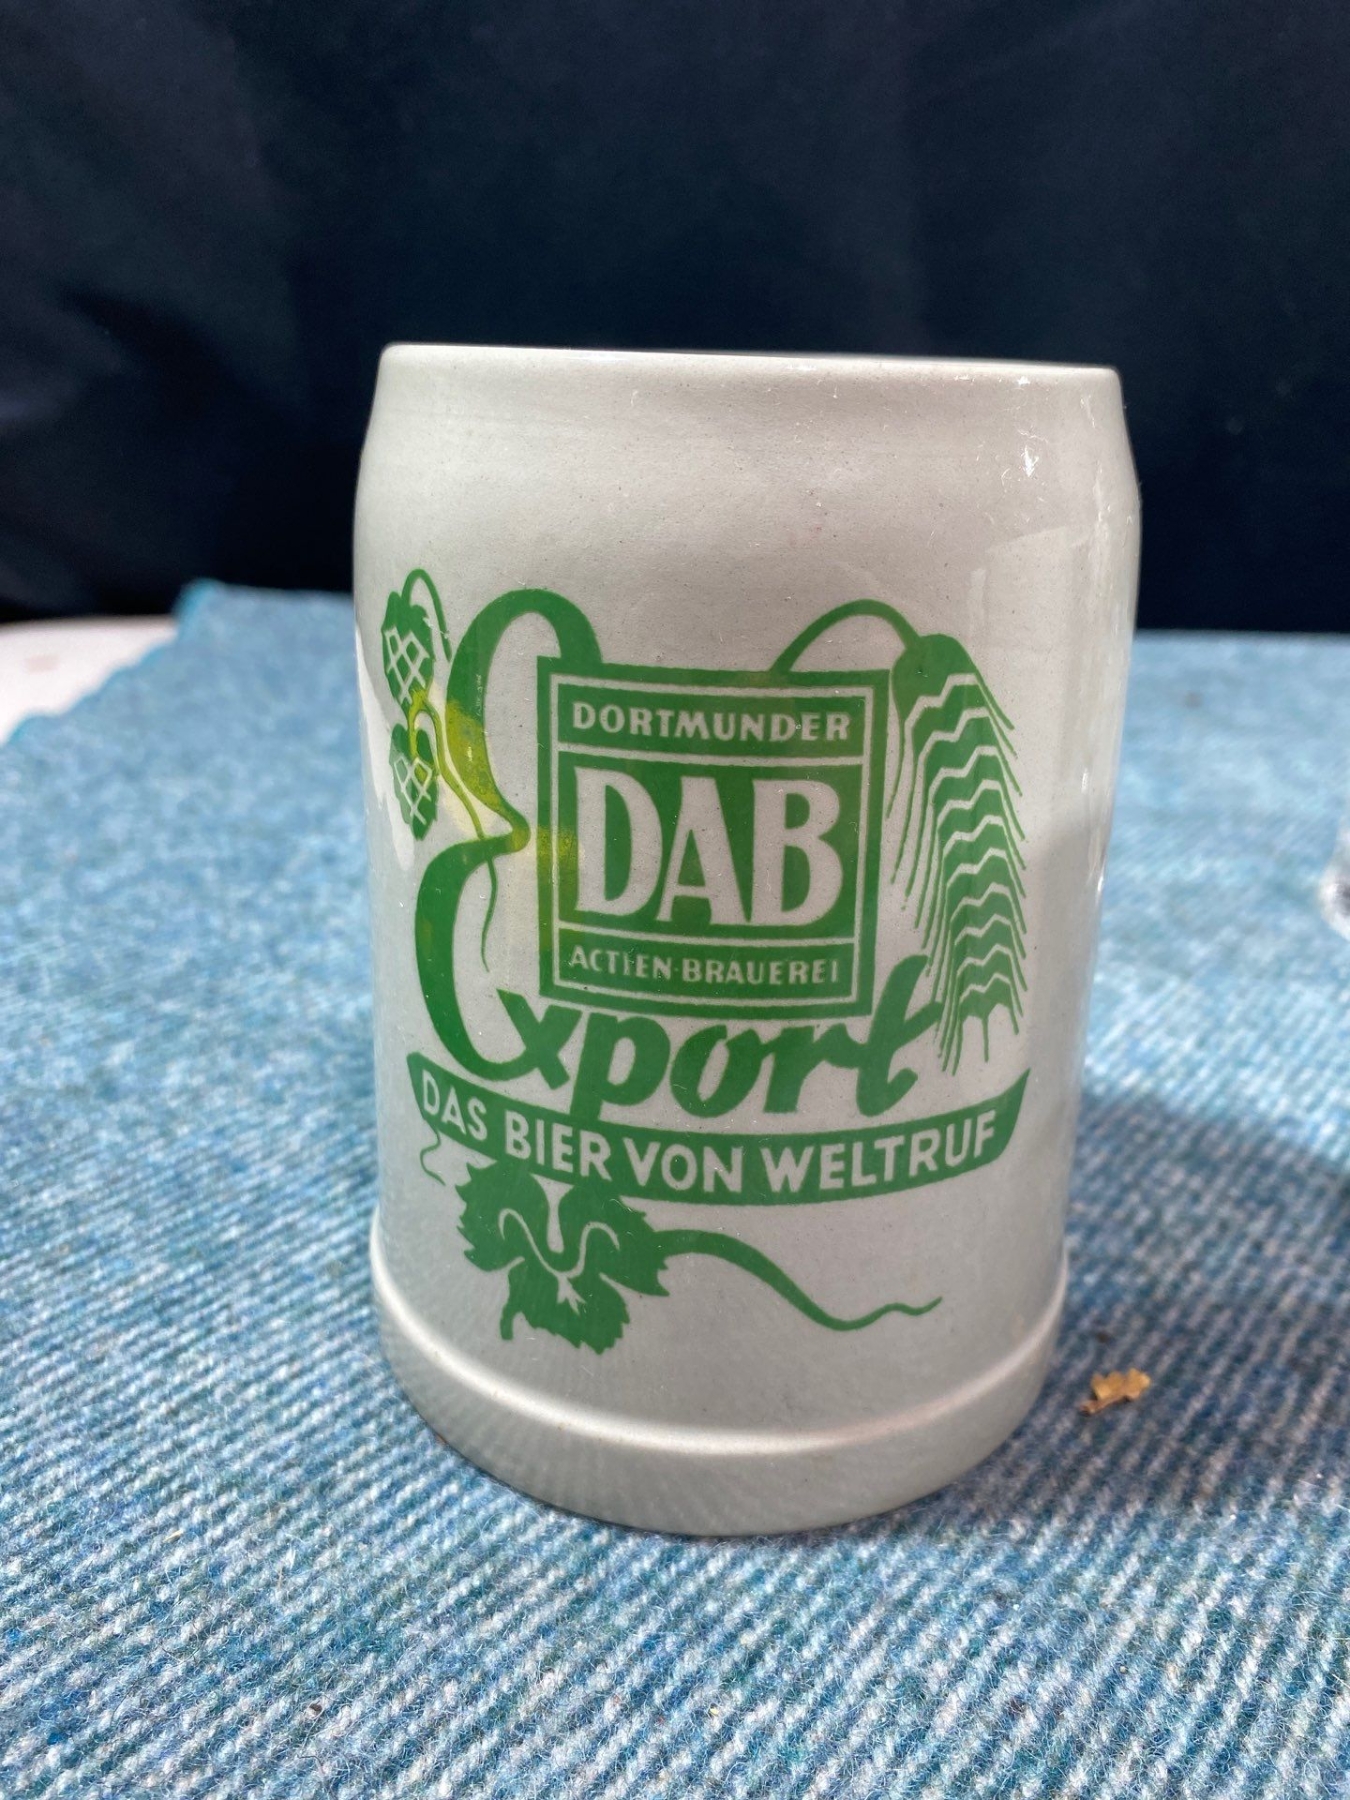 DORTMUNDER
DAB
ACTIEN-BRAUEREI
Export
DAS BIER VON WELTRUF